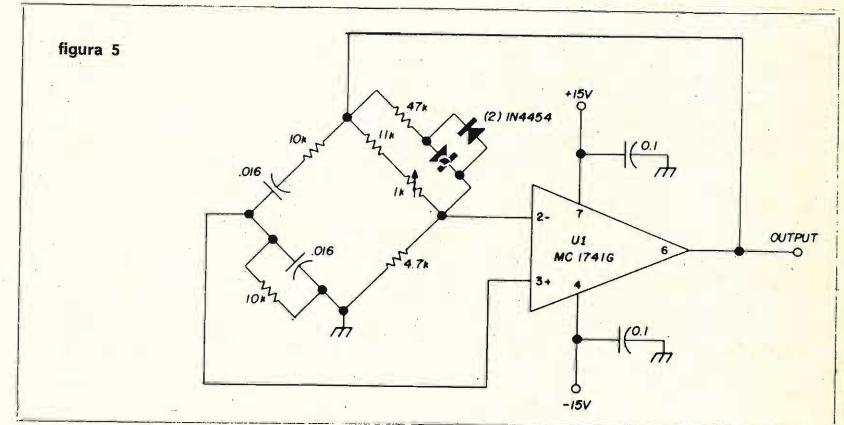 figura 5
47k
(2) IN4454
+15V
10k
11k
0.1
.016
1k
2-
7
U1
MC 1741G
6
OUTPUT
.016
4.7k
3+
4
10k
0.1
-15V